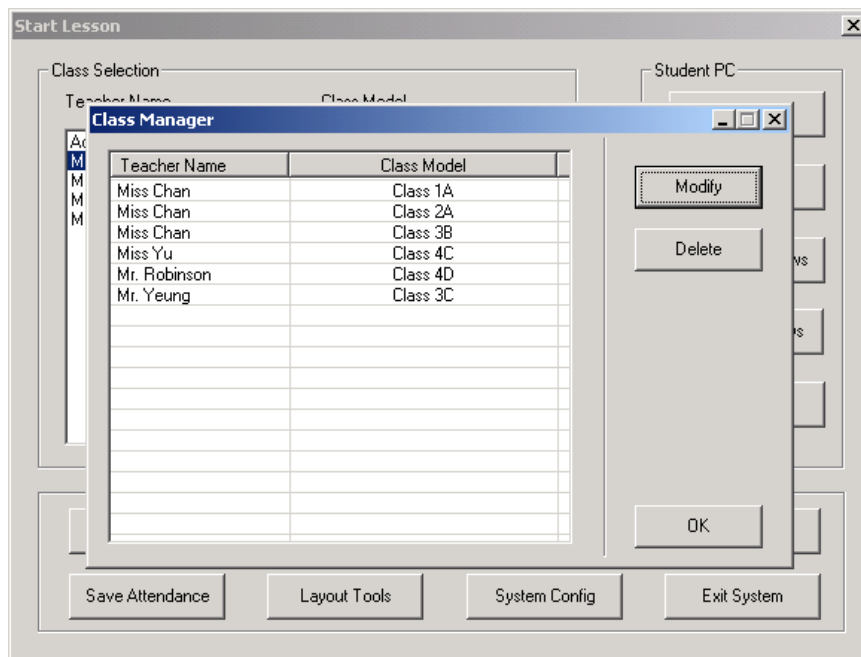 Start Lesson
Class Selection
Student PC
Class Manager
Teacher Name Class Model
Miss Chan Class 1A
Miss Chan Class 2A
Miss Chan Class 3B
Miss Yu Class 4C
Mr. Robinson Class 4D
Mr. Yeung Class 3C
Modify
Delete
OK
Save Attendance Layout Tools System Config Exit System